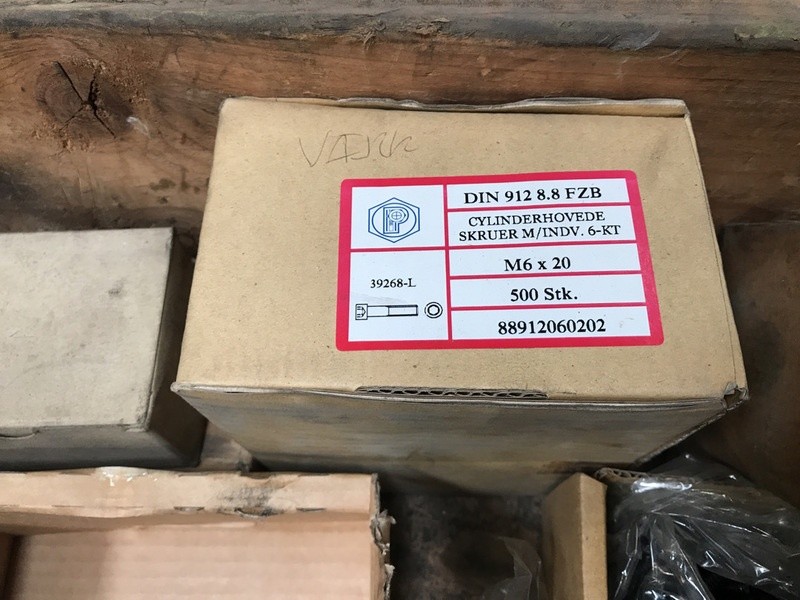 DIN 912 8.8 FZB
CYLINDERHOVEDE
SKRUER M/INDV. 6-KT
39268-L
M6 x 20
500 Stk.
88912060202